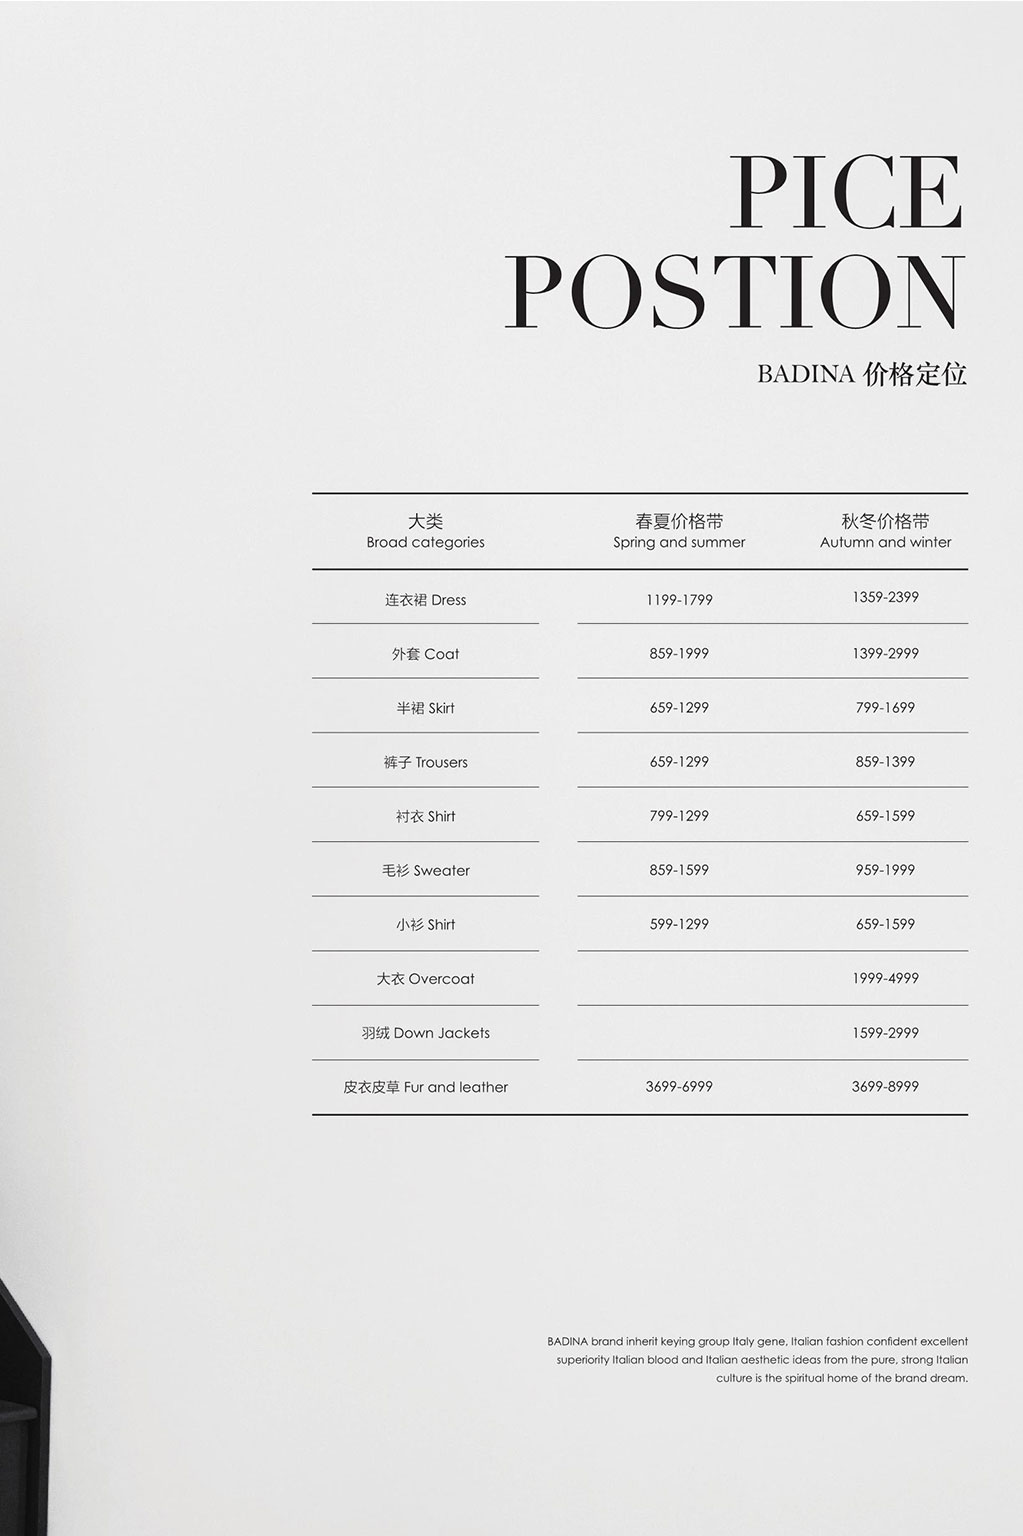 PICE
POSTION
BADINA 价格定位
大类 春夏价格带 秋冬价格带
Broad categories Spring and summer Autumn and winter
连衣裙 Dress 1199-1799 1359-2399
外套 Coat 859-1999 1399-2999
半裙 Skirt 659-1299 799-1699
裤子 Trousers 659-1299 859-1399
衬衣 Shirt 799-1299 659-1599
毛衫 Sweater 859-1599 959-1999
小衫 Shirt 599-1299 659-1599
大衣 Overcoat 1999-4999
羽绒 Down Jackets 1599-2999
皮衣皮草 Fur and leather 3699-6999 3699-8999
BADINA brand inherit keying group Italy gene, Italian fashion confident excellent
superiority Italian blood and Italian aesthetic ideas from the pure, strong Italian
culture is the spiritual home of the brand dream.